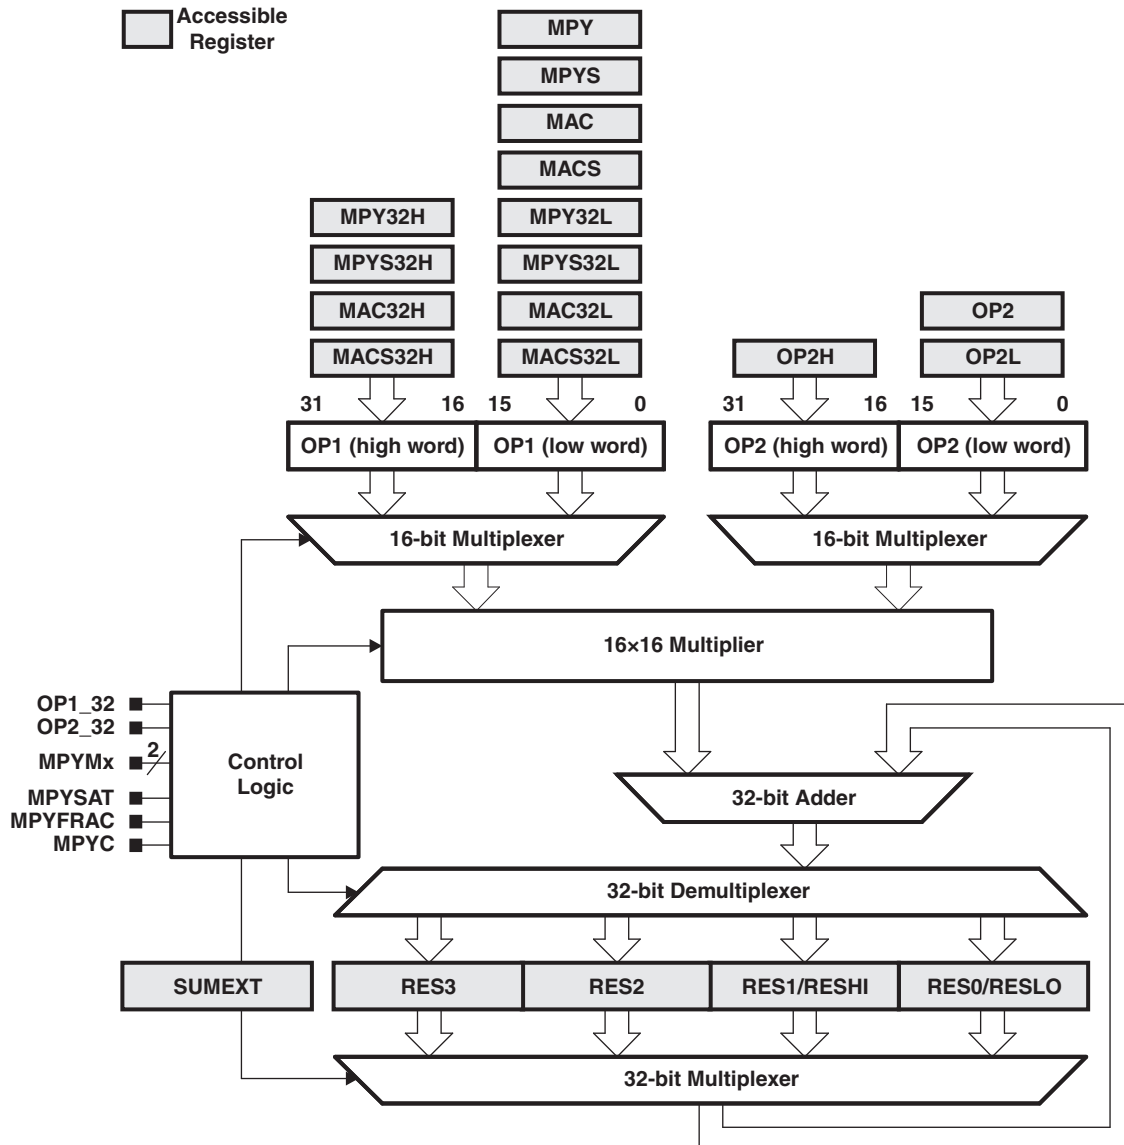 Accessible
Register
MPY
MPYS
MAC
MACS
MPY32H
MPY32L
MPYS32H
MPYS32L
MAC32H
MAC32L
OP2
MACS32H
MACS32L
OP2H
OP2L
31 16 15 0
31 16 15 0
OP1 (high word)
OP1 (low word)
OP2 (high word)
OP2 (low word)
16-bit Multiplexer
16-bit Multiplexer
16×16 Multiplier
OP1_32
OP2_32
2
MPYMx
MPYSAT
MPYFRAC
MPYC
Control
Logic
32-bit Adder
32-bit Demultiplexer
SUMEXT
RES3
RES2
RES1/RESHI
RES0/RESLO
32-bit Multiplexer